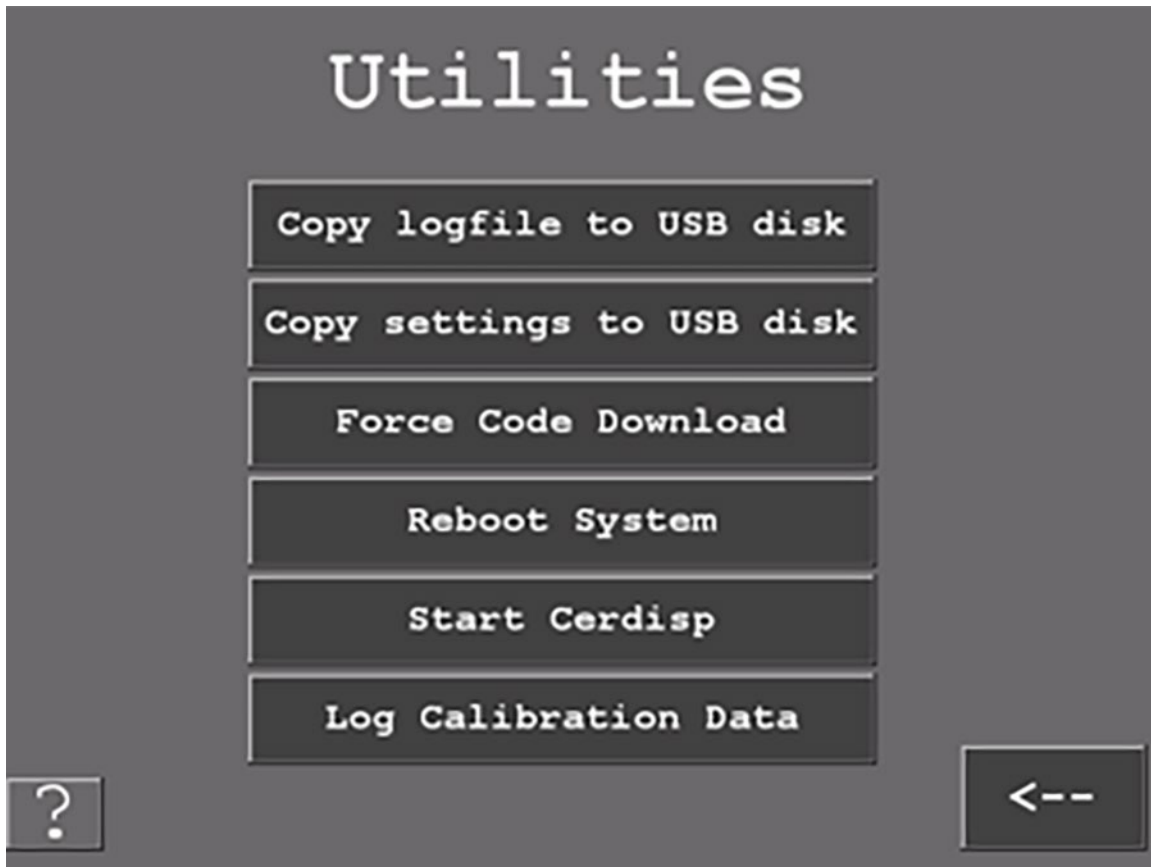 Utilities
Copy logfile to USB disk
Copy settings to USB disk
Force Code Download
Reboot System
Start Cerdisp
Log Calibration Data
?
<--